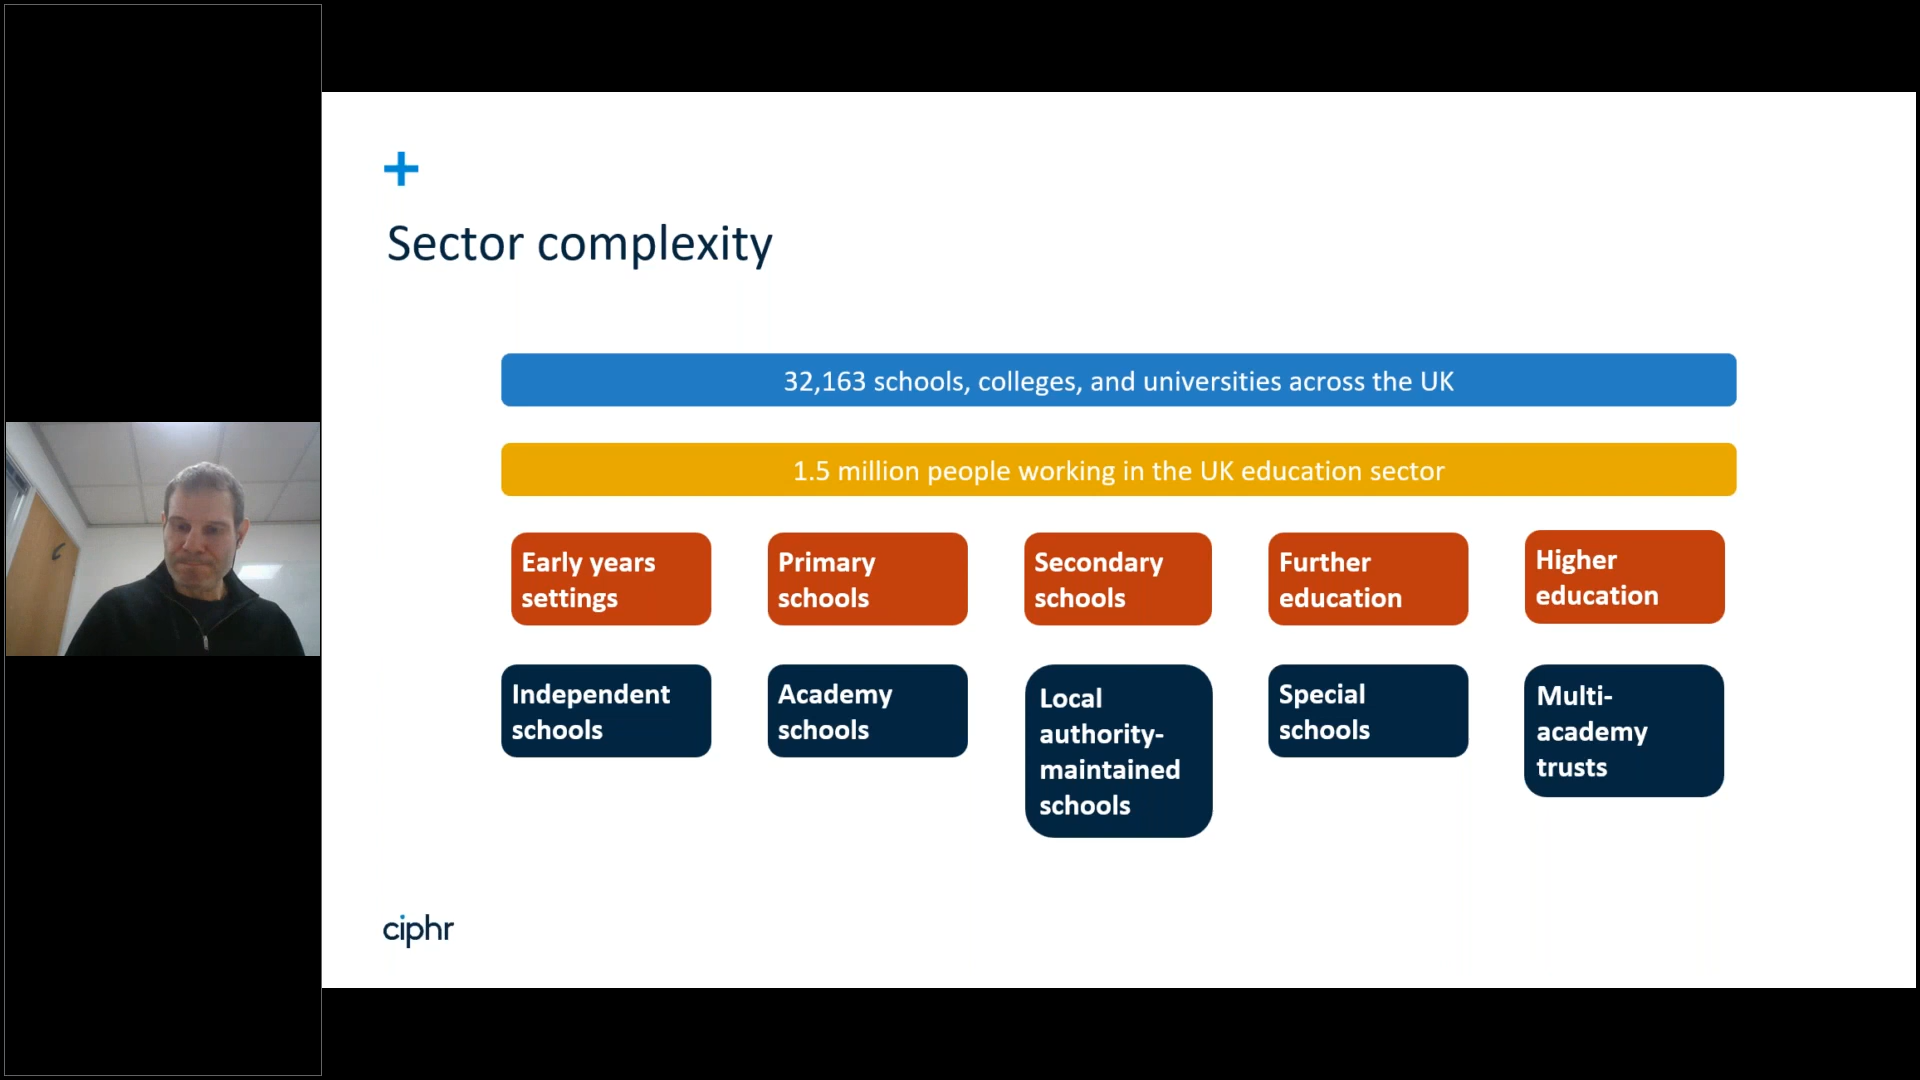 Sector complexity
32,163 schools, colleges, and universities across the UK
1.5 million people working in the UK education sector
Early years
settings
Primary
schools
Secondary
schools
Further
education
Higher
education
Independent
schools
Academy
schools
Local
authority-
maintained
schools
Special
schools
Multi-
academy
trusts
ciphr